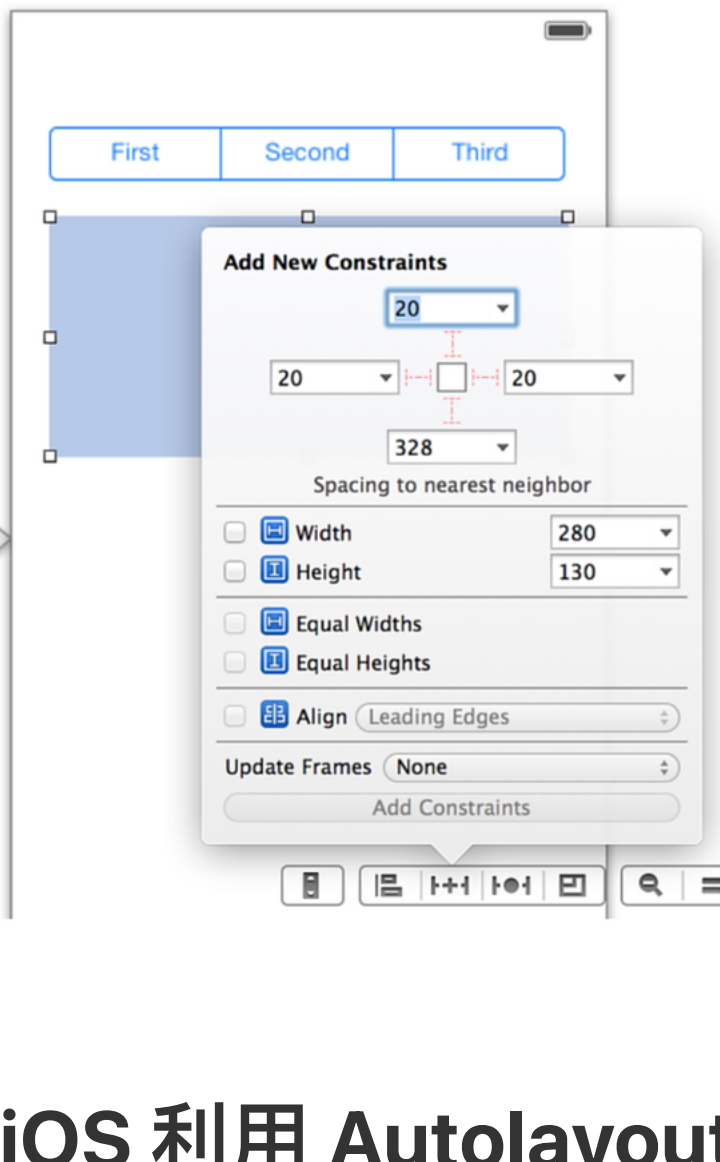 First Second Third
Add New Constraints
20
20 20
328
Spacing to nearest neighbor
Width 280
Height 130
Equal Widths
Equal Heights
Align Leading Edges
Update Frames None
Add Constraints
iOS 利用 Autolayout